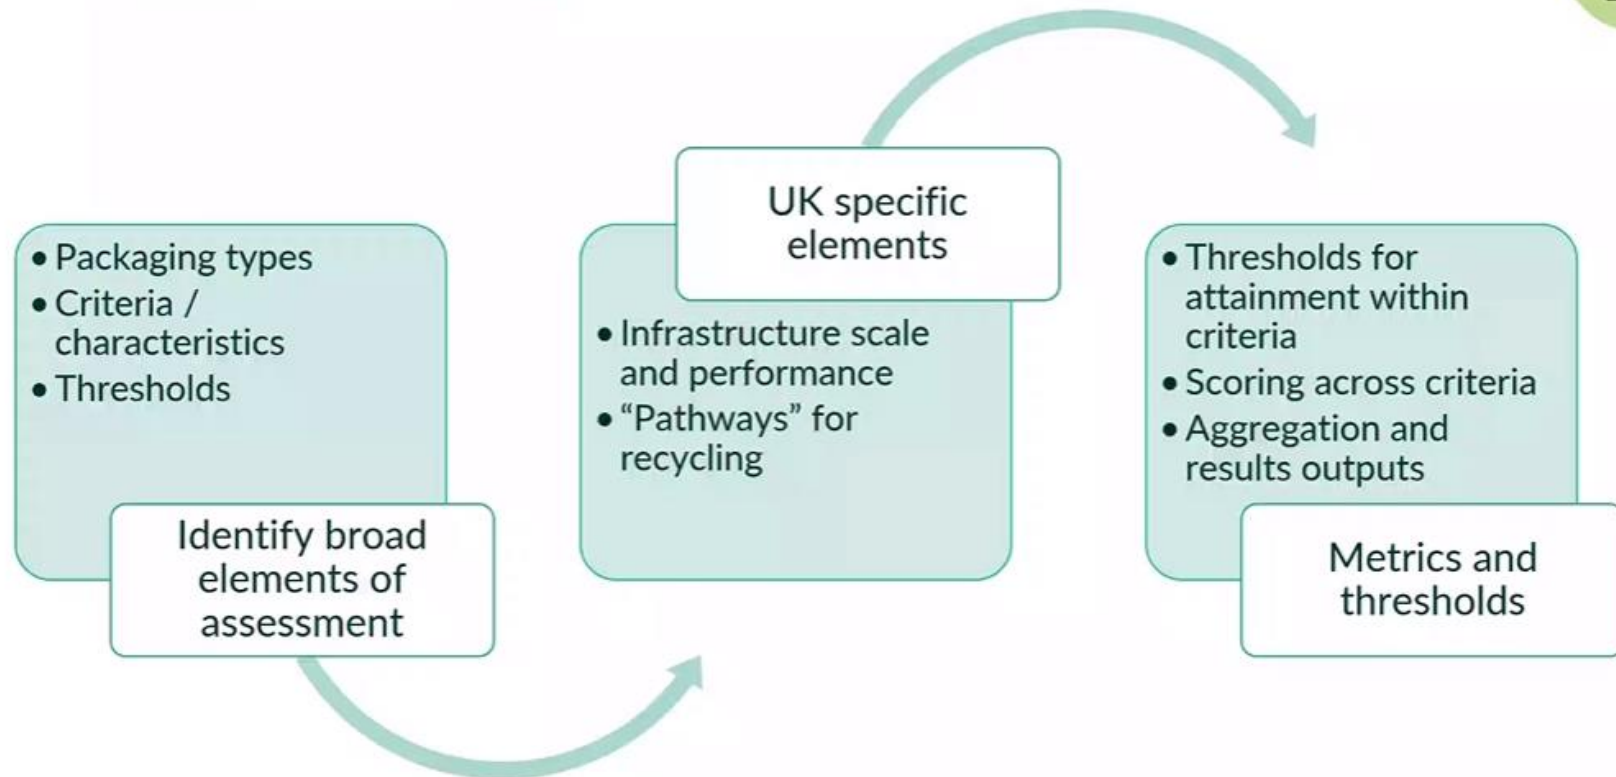 • Packaging types
• Criteria /
characteristics
• Thresholds
Identify broad
elements of
assessment
UK specific
elements
• Infrastructure scale
and performance
• “Pathways” for
recycling
• Thresholds for
attainment within
criteria
• Scoring across criteria
• Aggregation and
results outputs
Metrics and
thresholds